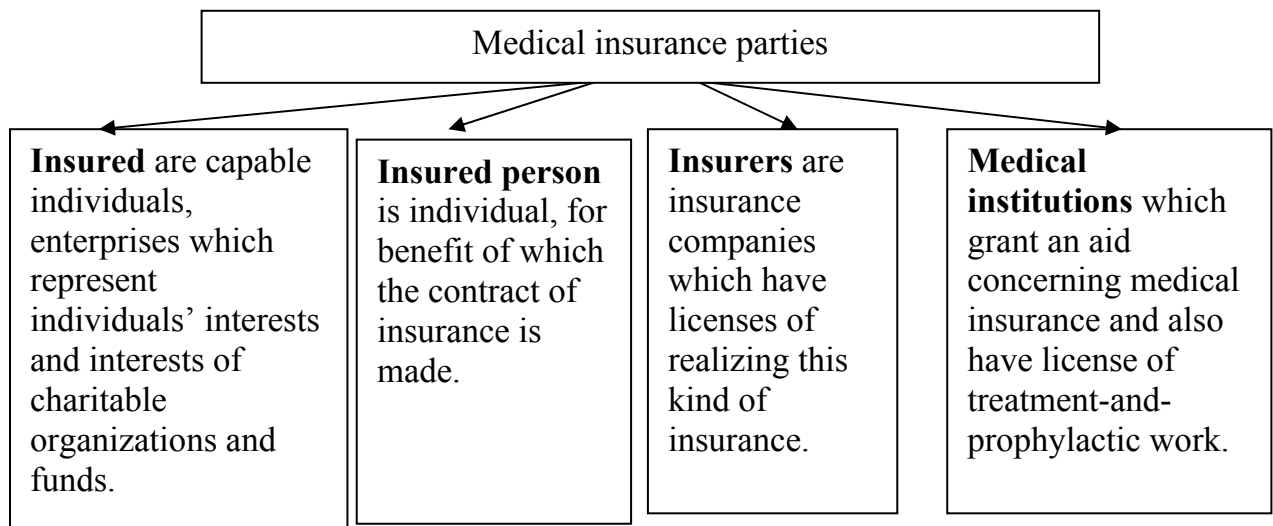 Medical insurance parties
Insured are capable
individuals,
enterprises which
represent
individuals’ interests
and interests of
charitable
organizations and
funds.
Insured person
is individual, for
benefit of which
the contract of
insurance is
made.
Insurers are
insurance
companies
which have
licenses of
realizing this
kind of
insurance.
Medical
institutions which
grant an aid
concerning medical
insurance and also
have license of
treatment-and-
prophylactic work.